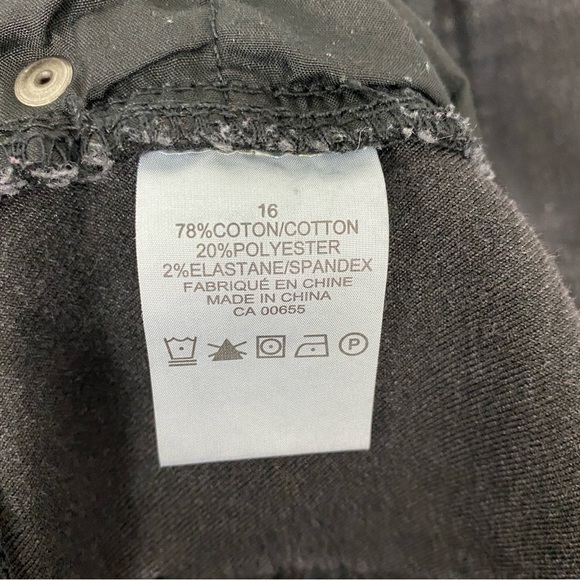 16
78%COTON/COTTON
20%POLYESTER
2%ELASTANE/SPANDEX
FABRIQUÉ EN CHINE
MADE IN CHINA
CA 00655
P